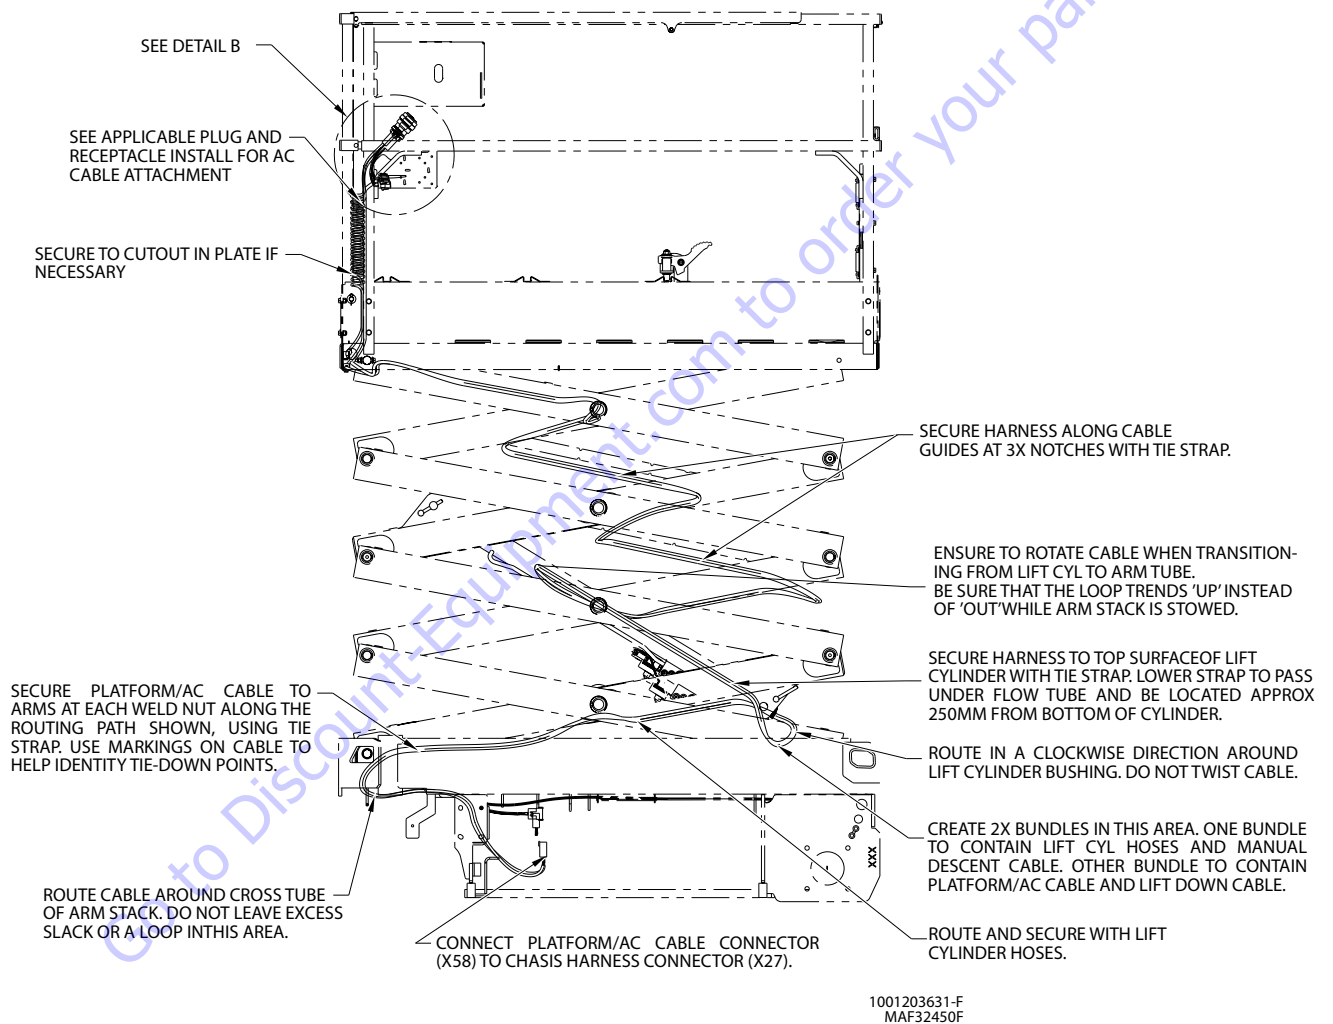 SEE DETAIL B
SEE APPLICABLE PLUG AND
RECEPTACLE INSTALL FOR AC
CABLE ATTACHMENT
SECURE TO CUTOUT IN PLATE IF
NECESSARY
SECURE HARNESS ALONG CABLE
GUIDES AT 3X NOTCHES WITH TIE STRAP.
ENSURE TO ROTATE CABLE WHEN TRANSITION-
ING FROM LIFT CYL TO ARM TUBE.
BE SURE THAT THE LOOP TRENDS 'UP' INSTEAD
OF 'OUT'WHILE ARM STACK IS STOWED.
SECURE HARNESS TO TOP SURFACEOF LIFT
CYLINDER WITH TIE STRAP. LOWER STRAP TO PASS
UNDER FLOW TUBE AND BE LOCATED APPROX
250MM FROM BOTTOM OF CYLINDER.
SECURE PLATFORM/AC CABLE TO
ARMS AT EACH WELD NUT ALONG THE
ROUTING PATH SHOWN, USING TIE
STRAP. USE MARKINGS ON CABLE TO
HELP IDENTITY TIE-DOWN POINTS.
ROUTE IN A CLOCKWISE DIRECTION AROUND
LIFT CYLINDER BUSHING. DO NOT TWIST CABLE.
CREATE 2X BUNDLES IN THIS AREA. ONE BUNDLE
TO CONTAIN LIFT CYL HOSES AND MANUAL
DESCENT CABLE. OTHER BUNDLE TO CONTAIN
PLATFORM/AC CABLE AND LIFT DOWN CABLE.
XXX
ROUTE CABLE AROUND CROSS TUBE
OF ARM STACK. DO NOT LEAVE EXCESS
SLACK OR A LOOP INTHIS AREA.
CONNECT PLATFORM/AC CABLE CONNECTOR
(X58) TO CHASIS HARNESS CONNECTOR (X27).
ROUTE AND SECURE WITH LIFT
CYLINDER HOSES.
1001203631-F
MAF32450F
Go to Discount-Equipment.com to order your par